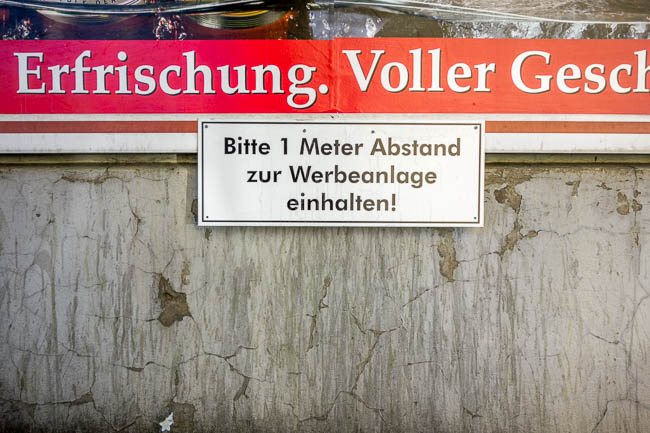 Erfrischung. Voller Gesch
Bitte 1 Meter Abstand
zur Werbeanlage
einhalten!